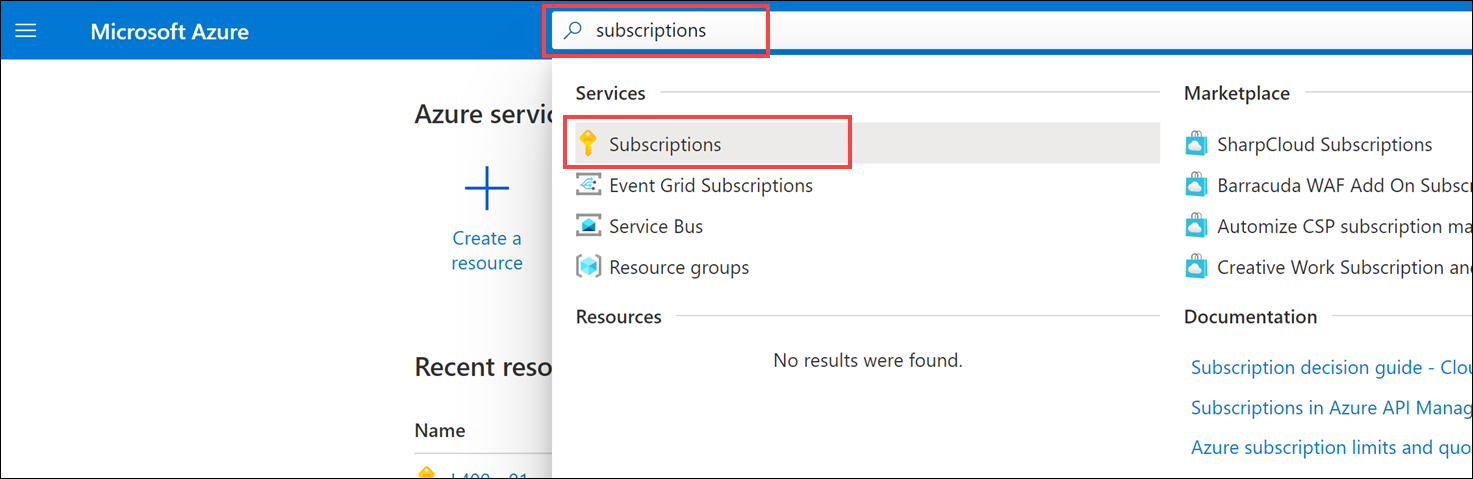 Microsoft Azure
subscriptions
Azure servic
Create a
resource
Recent reso
Name
Services
Subscriptions
Event Grid Subscriptions
Service Bus
Resource groups
Resources
No results were found.
Marketplace
SharpCloud Subscriptions
Barracuda WAF Add On Subscr
Automize CSP subscription ma
Creative Work Subscription and
Documentation
Subscription decision guide - Clou
Subscriptions in Azure API Manag
Azure subscription limits and quo